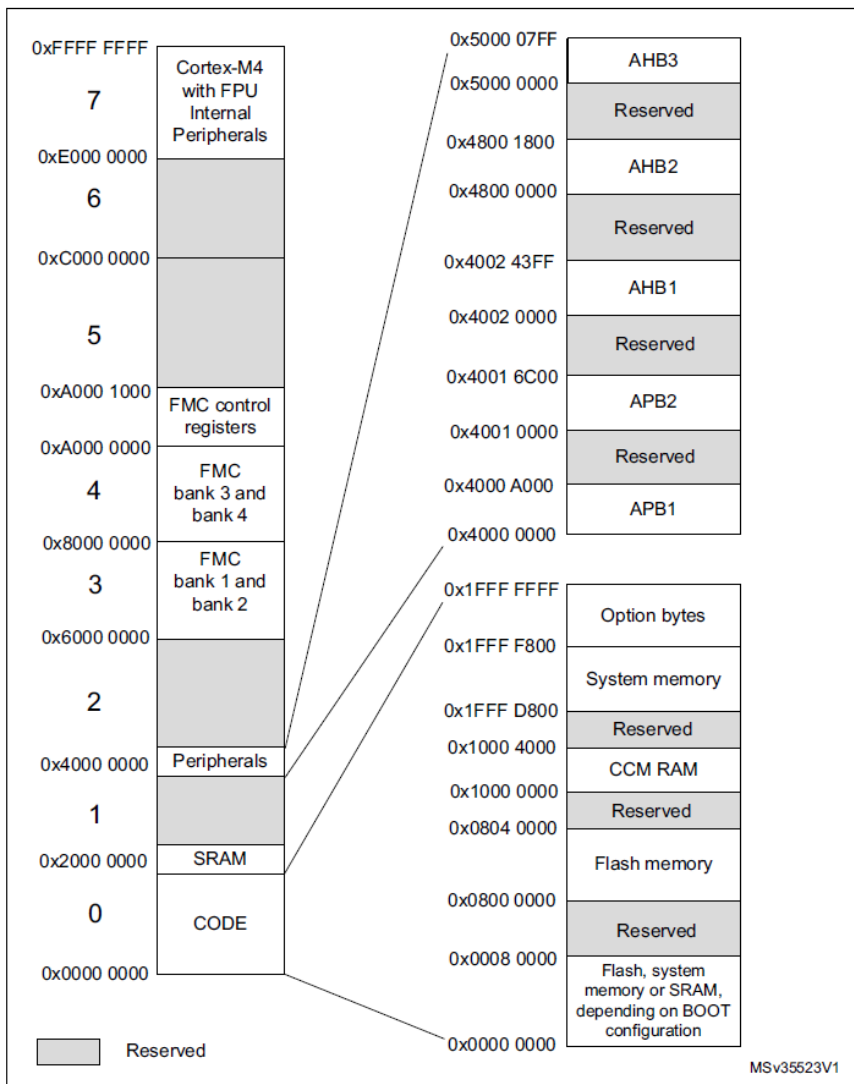 0xFFFF FFFF
7
Cortex-M4
with FPU
Internal
Peripherals
0xE000 0000
6
0xC000 0000
5
0xA000 1000
FMC control
registers
0xA000 0000
4
FMC
bank 3 and
bank 4
0x8000 0000
3
FMC
bank 1 and
bank 2
0x6000 0000
2
Peripherals
0x4000 0000
1
SRAM
0x2000 0000
0
CODE
0x0000 0000
Reserved
0x5000 07FF
AHB3
0x5000 0000
Reserved
0x4800 1800
AHB2
0x4800 0000
Reserved
0x4002 43FF
AHB1
0x4002 0000
Reserved
0x4001 6C00
APB2
0x4001 0000
Reserved
0x4000 A000
APB1
0x4000 0000
0x1FFF FFFF
Option bytes
0x1FFF F800
System memory
0x1FFF D800
Reserved
0x1000 4000
CCM RAM
0x1000 0000
Reserved
0x0804 0000
Flash memory
0x0800 0000
Reserved
0x0008 0000
Flash, system
memory or SRAM,
depending on BOOT
configuration
0x0000 0000
MSv35523V1